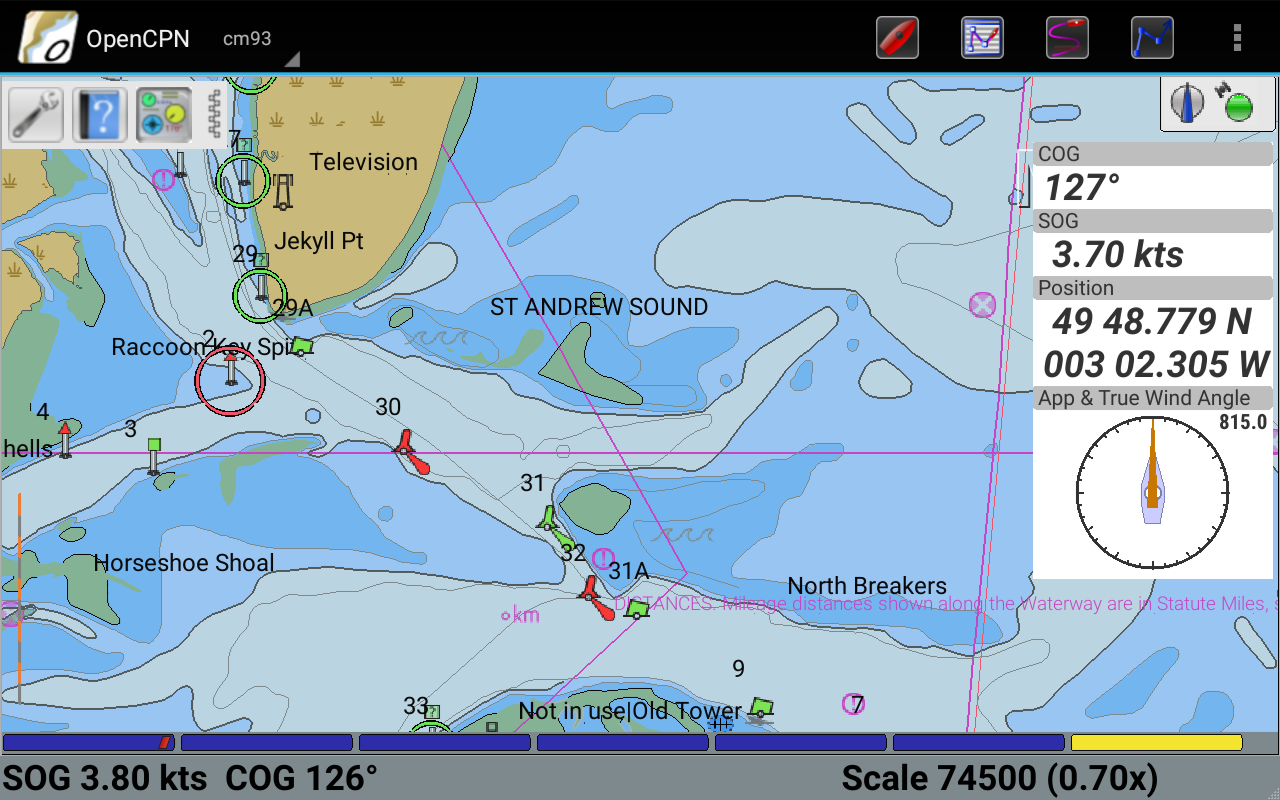 OpenCPN cm93
COG
127°
SOG
3.70 kts
Position
49 48.779 N
003 02.305 W
App & True Wind Angle
815.0
7
?
Television
Jekyll Pt
29
?
29A
ST ANDREW SOUND
2
Raccoon Key Spit
30
4
3
hells
31
32
31A
Horseshoe Shoal
North Breakers
DISTANCES: Mileage distances shown along the Waterway are in Statute Miles, s
km
9
33
?
Not in use|Old Tower
7
SOG 3.80 kts COG 126°
Scale 74500 (0.70x)